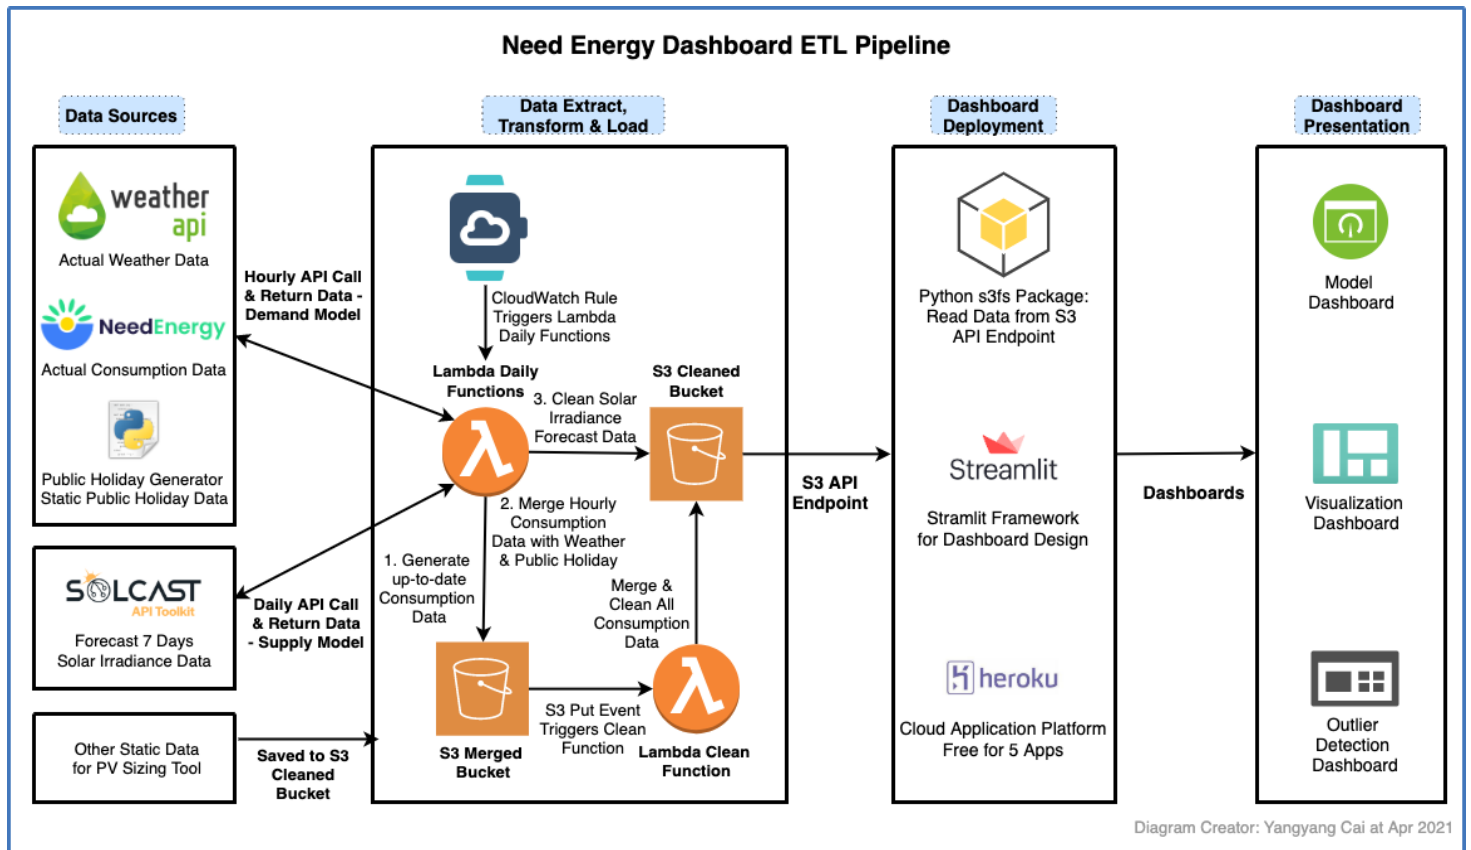 Need Energy Dashboard ETL Pipeline
Data Sources
Data Extract,
Transform & Load
Dashboard
Deployment
Dashboard
Presentation
weather
api
Actual Weather Data
NeedEnergy
Actual Consumption Data
Public Holiday Generator
Static Public Holiday Data
SOLCAST
API Toolkit
Forecast 7 Days
Solar Irradiance Data
Other Static Data
for PV Sizing Tool
Hourly API Call
& Return Data -
Demand Model
Daily API Call
& Return Data
- Supply Model
Saved to S3
Cleaned
Bucket
CloudWatch Rule
Triggers Lambda
Daily Functions
Lambda Daily
Functions
3. Clean Solar
Irradiance
Forecast Data
S3 Cleaned
Bucket
2. Merge Hourly
Consumption
Data with Weather
& Public Holiday
1. Generate
up-to-date
Consumption
Data
Merge &
Clean All
Consumption
Data
S3 Merged
Bucket
S3 Put Event
Triggers Clean
Function
Lambda Clean
Function
S3 API
Endpoint
Python s3fs Package:
Read Data from S3
API Endpoint
Streamlit
Stramlit Framework
for Dashboard Design
heroku
Cloud Application Platform
Free for 5 Apps
Dashboards
Model
Dashboard
Visualization
Dashboard
Outlier
Detection
Dashboard
Diagram Creator: Yangyang Cai at Apr 2021